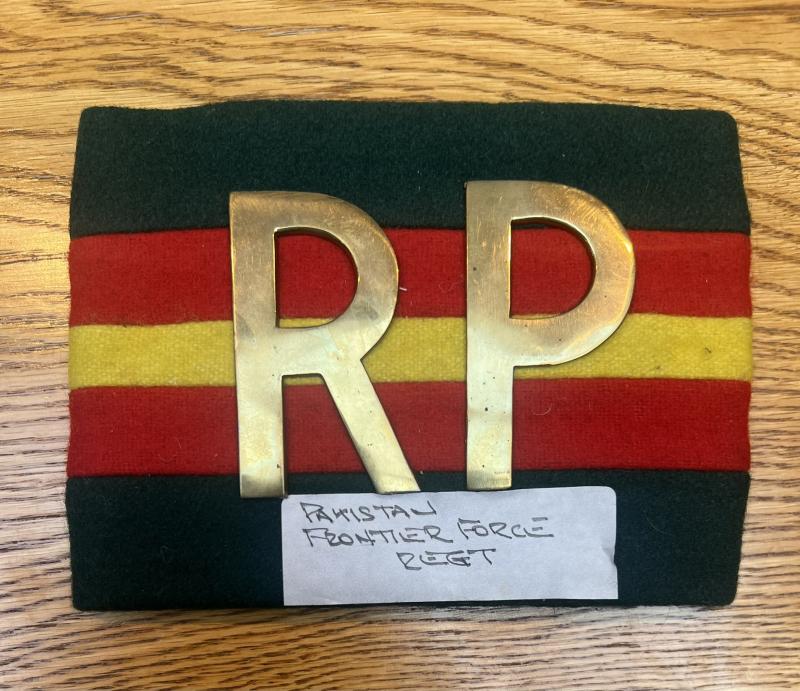 RP
PAKISTAN
FRONTIER FORCE
REGT